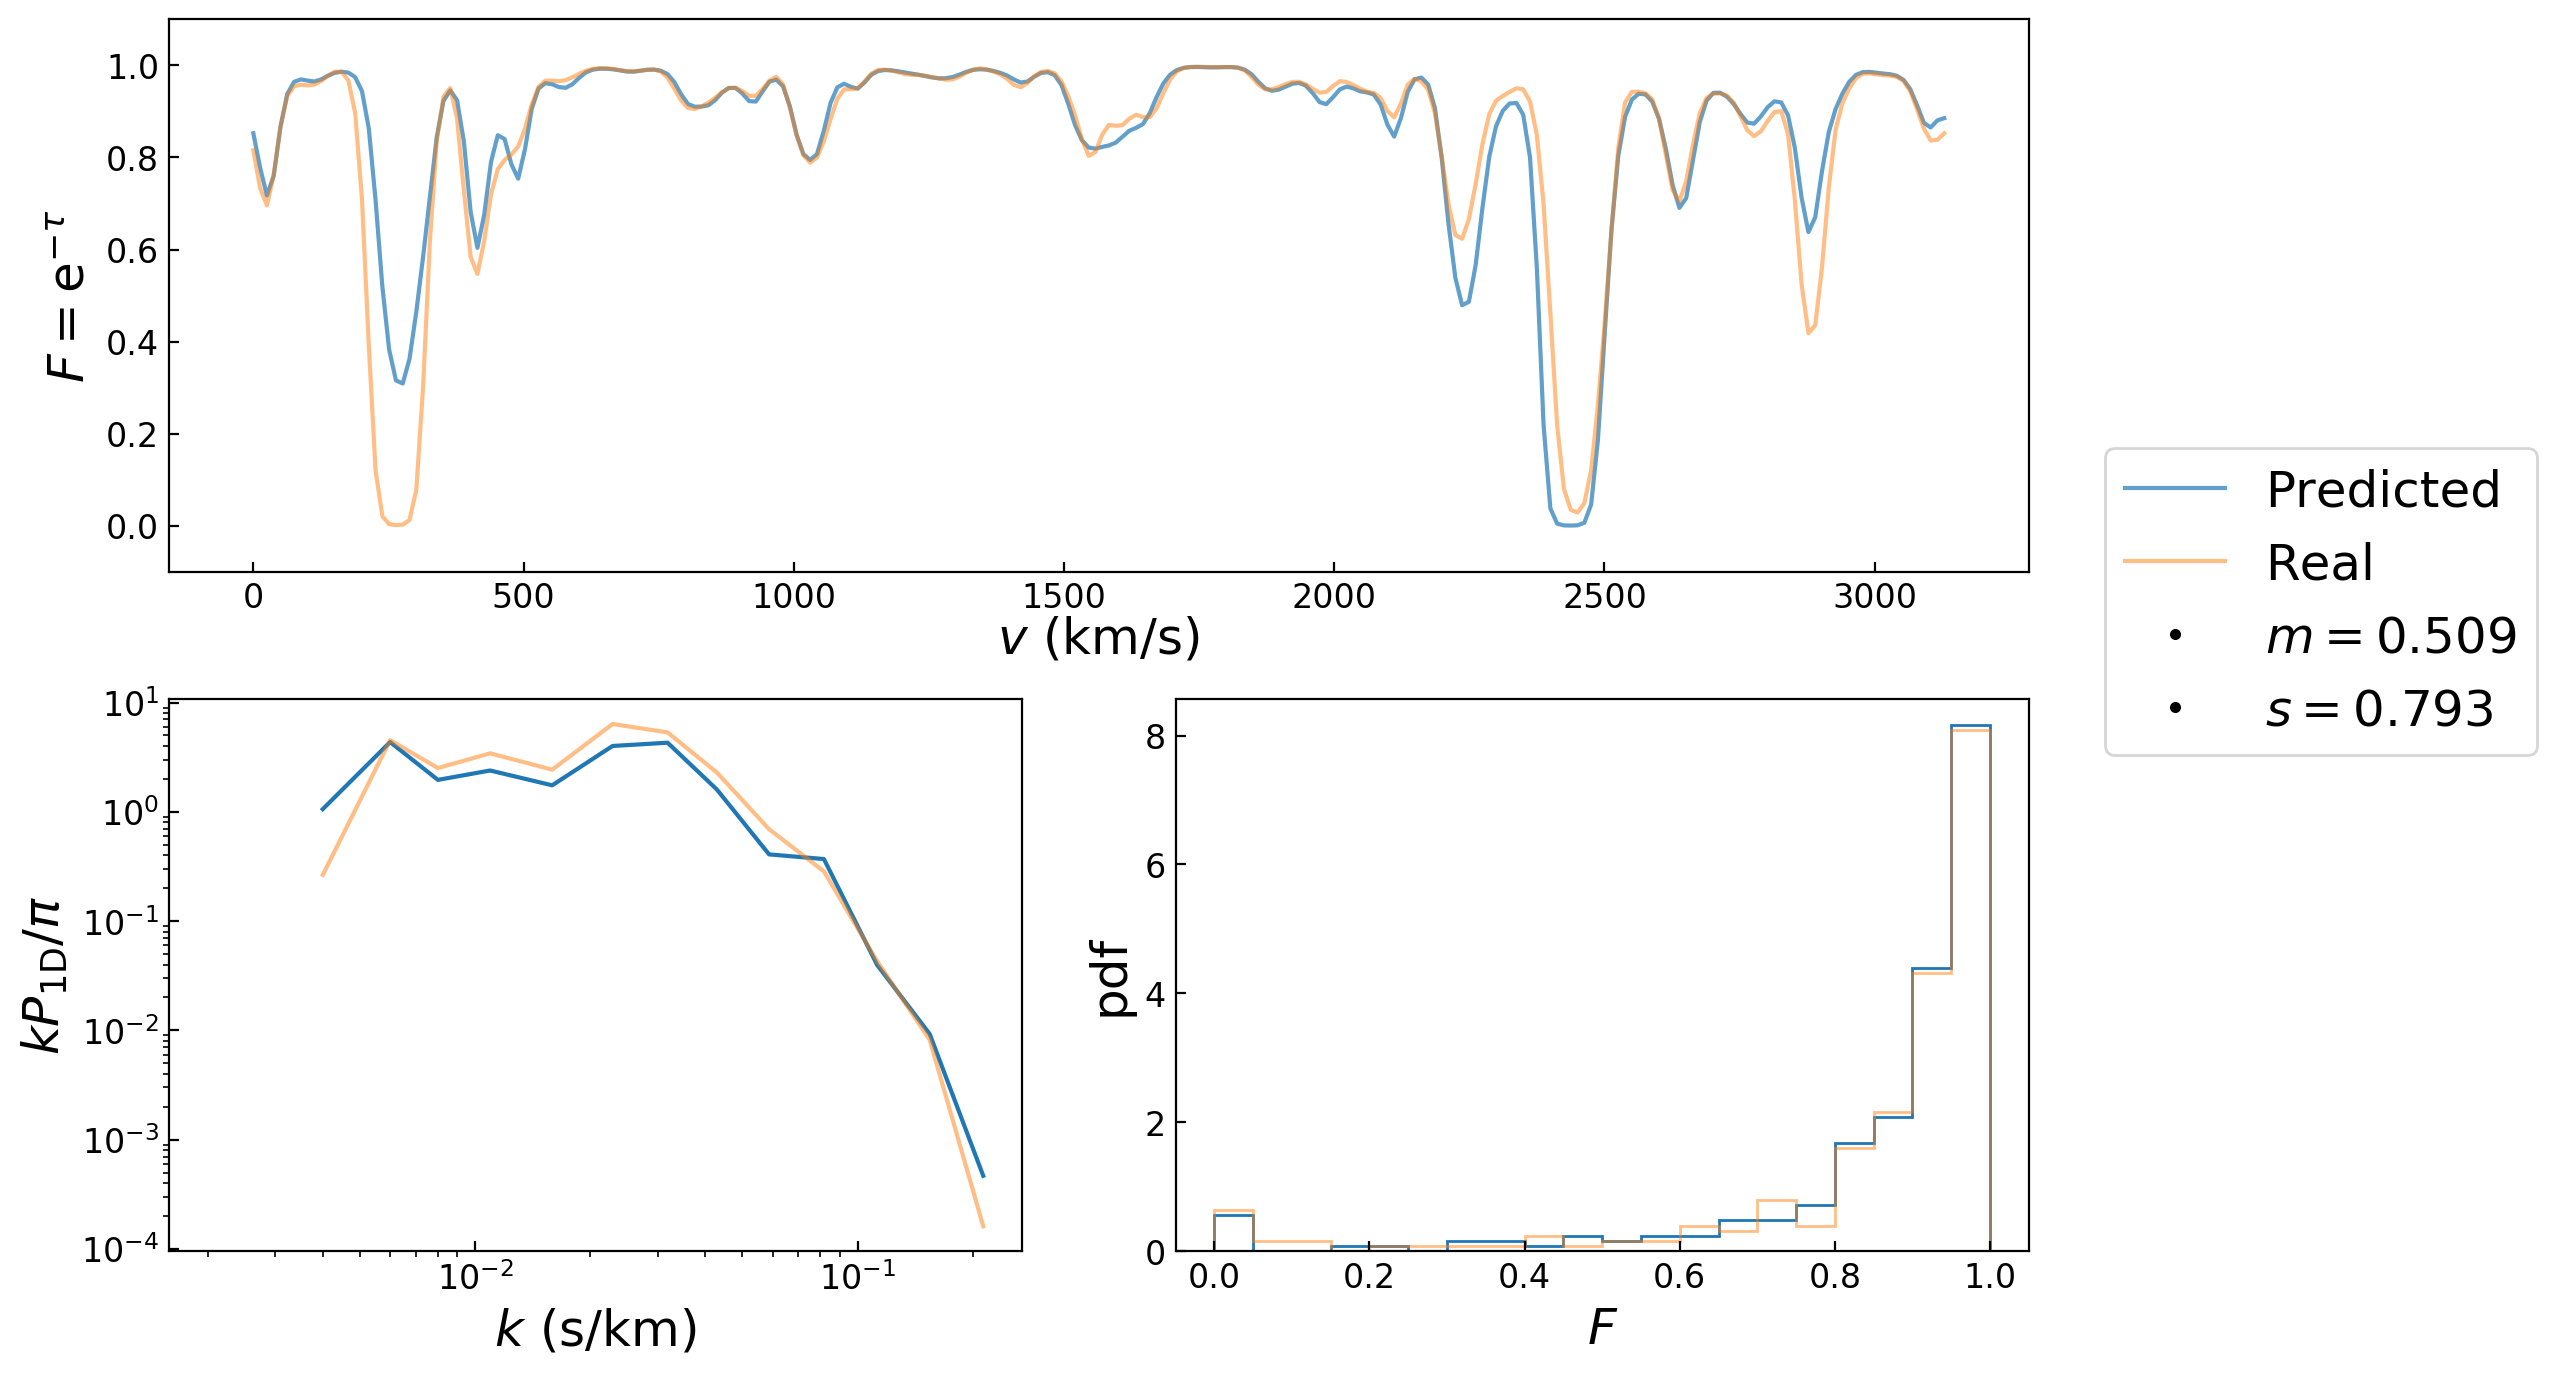 1.0
0.8
0.6
0.4
0.2
0.0
F = e^{−τ}
0 500 1000 1500 2000 2500 3000
v (km/s)
Predicted
Real
m = 0.509
s = 0.793
10^1
10^0
10^{−1}
10^{−2}
10^{−3}
10^{−4}
kP_{1D}/π
10^{−2} 10^{−1}
k (s/km)
8
6
4
2
0
pdf
0.0 0.2 0.4 0.6 0.8 1.0
F